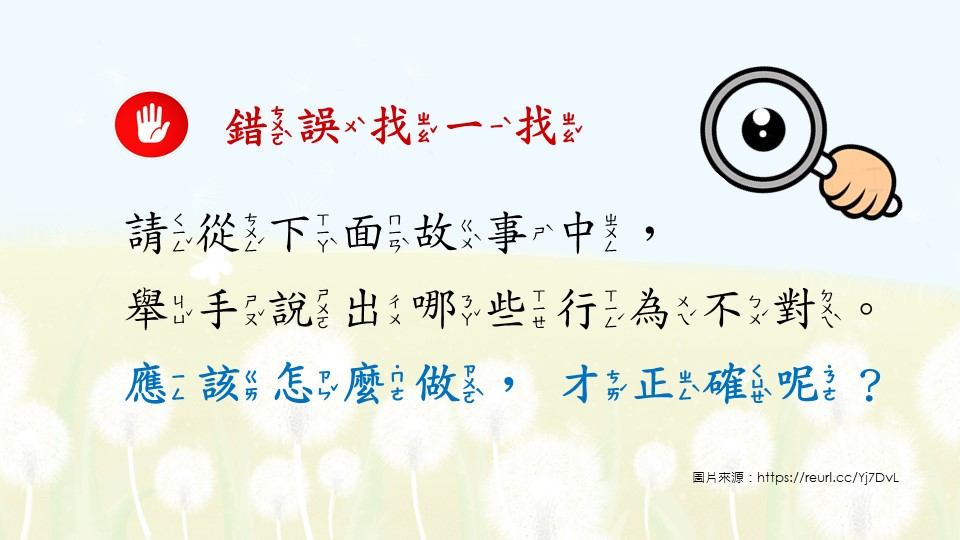 錯誤找一找
請從下面故事中，
舉手說出哪些行為不對。
應該怎麼做，才正確呢？
圖片來源：https://reurl.cc/Yj7DvL